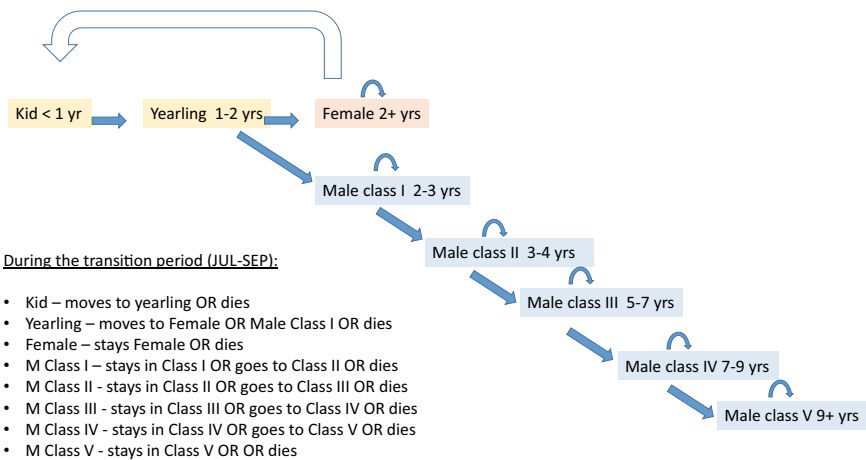 Kid < 1 yr
Yearling 1-2 yrs
Female 2+ yrs
Male class I 2-3 yrs
Male class II 3-4 yrs
Male class III 5-7 yrs
Male class IV 7-9 yrs
Male class V 9+ yrs
During the transition period (JUL-SEP):
• Kid – moves to yearling OR dies
• Yearling – moves to Female OR Male Class I OR dies
• Female – stays Female OR dies
• M Class I – stays in Class I OR goes to Class II OR dies
• M Class II - stays in Class II OR goes to Class III OR dies
• M Class III - stays in Class III OR goes to Class IV OR dies
• M Class IV - stays in Class IV OR goes to Class V OR dies
• M Class V - stays in Class V OR OR dies